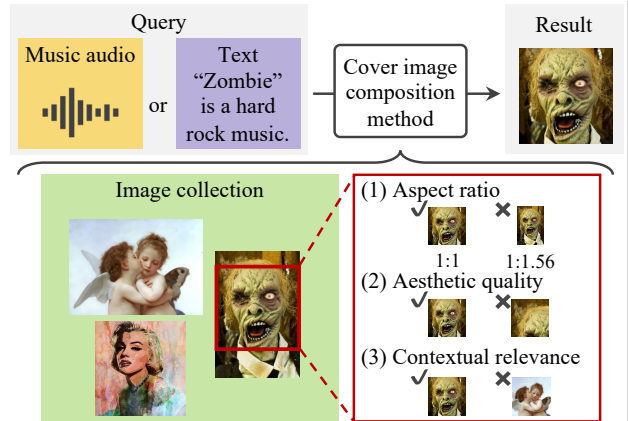 Query
Music audio
or
Text
“Zombie”
is a hard
rock music.
Cover image
composition
method
Result
Image collection
(1) Aspect ratio
1:1
1:1.56
(2) Aesthetic quality
(3) Contextual relevance